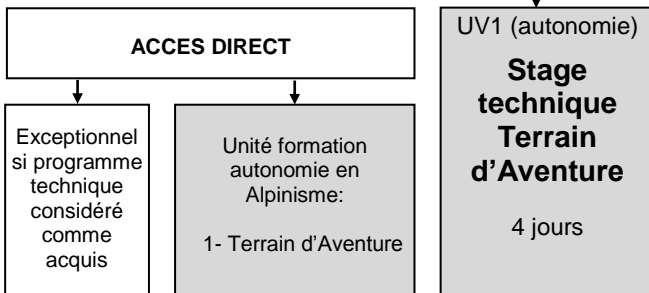 ACCES DIRECT
Exceptionnel
si programme
technique
considéré
comme
acquis
Unité formation
autonomie en
Alpinisme:
1- Terrain d’Aventure
UV1 (autonomie)
Stage
technique
Terrain
d’Aventure
4 jours